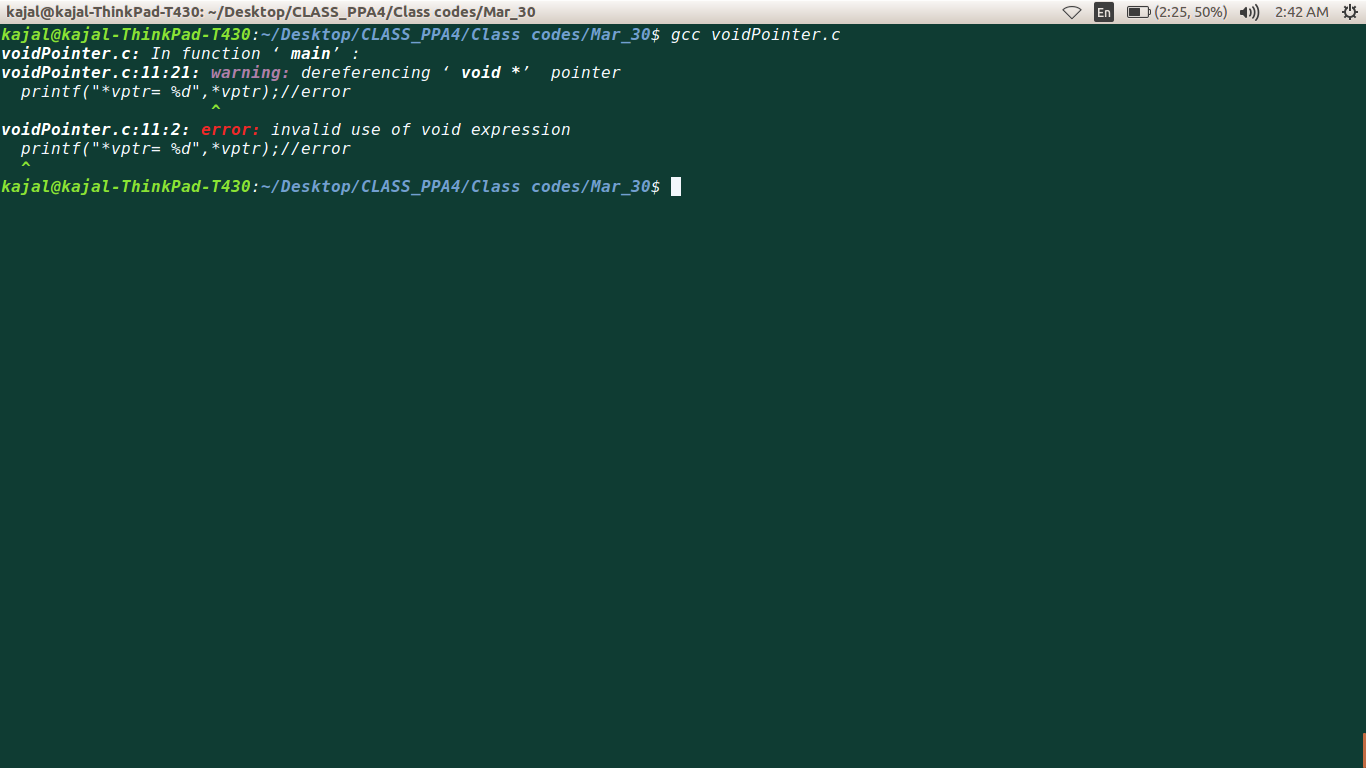 kajal@kajal-ThinkPad-T430: ~/Desktop/CLASS_PPA4/Class codes/Mar_30 En (2:25, 50%) 2:42 AM
kajal@kajal-ThinkPad-T430:~/Desktop/CLASS_PPA4/Class codes/Mar_30$ gcc voidPointer.c
voidPointer.c: In function ‘ main’ :
voidPointer.c:11:21: warning: dereferencing ‘ void *’  pointer
  printf("*vptr= %d",*vptr);//error
                     ^
voidPointer.c:11:2: error: invalid use of void expression
  printf("*vptr= %d",*vptr);//error
  ^
kajal@kajal-ThinkPad-T430:~/Desktop/CLASS_PPA4/Class codes/Mar_30$